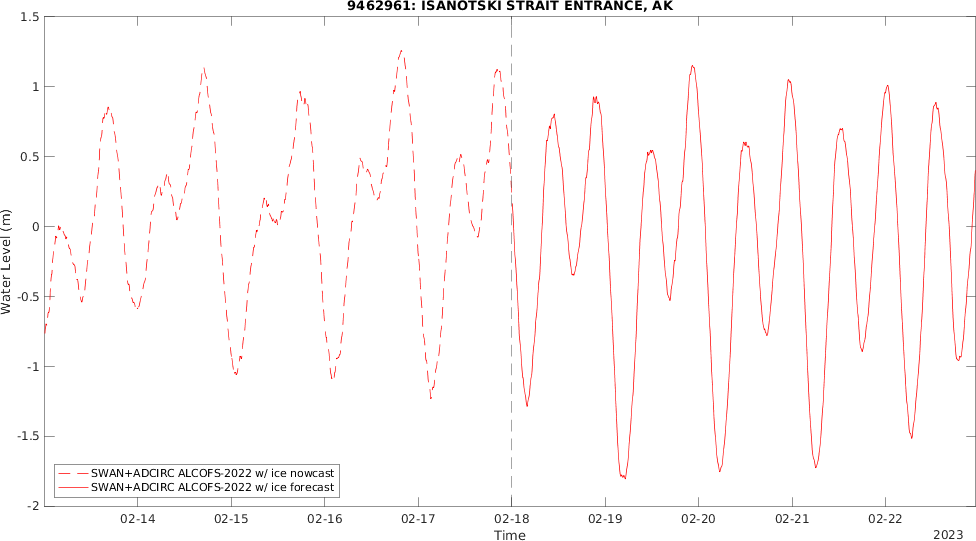 9462961: ISANOTSKI STRAIT ENTRANCE, AK
1.5
1
0.5
0
-0.5
-1
-1.5
-2
Water Level (m)
SWAN+ADCIRC ALCOFS-2022 w/ ice nowcast
SWAN+ADCIRC ALCOFS-2022 w/ ice forecast
02-14 02-15 02-16 02-17 02-18 02-19 02-20 02-21 02-22
Time
2023